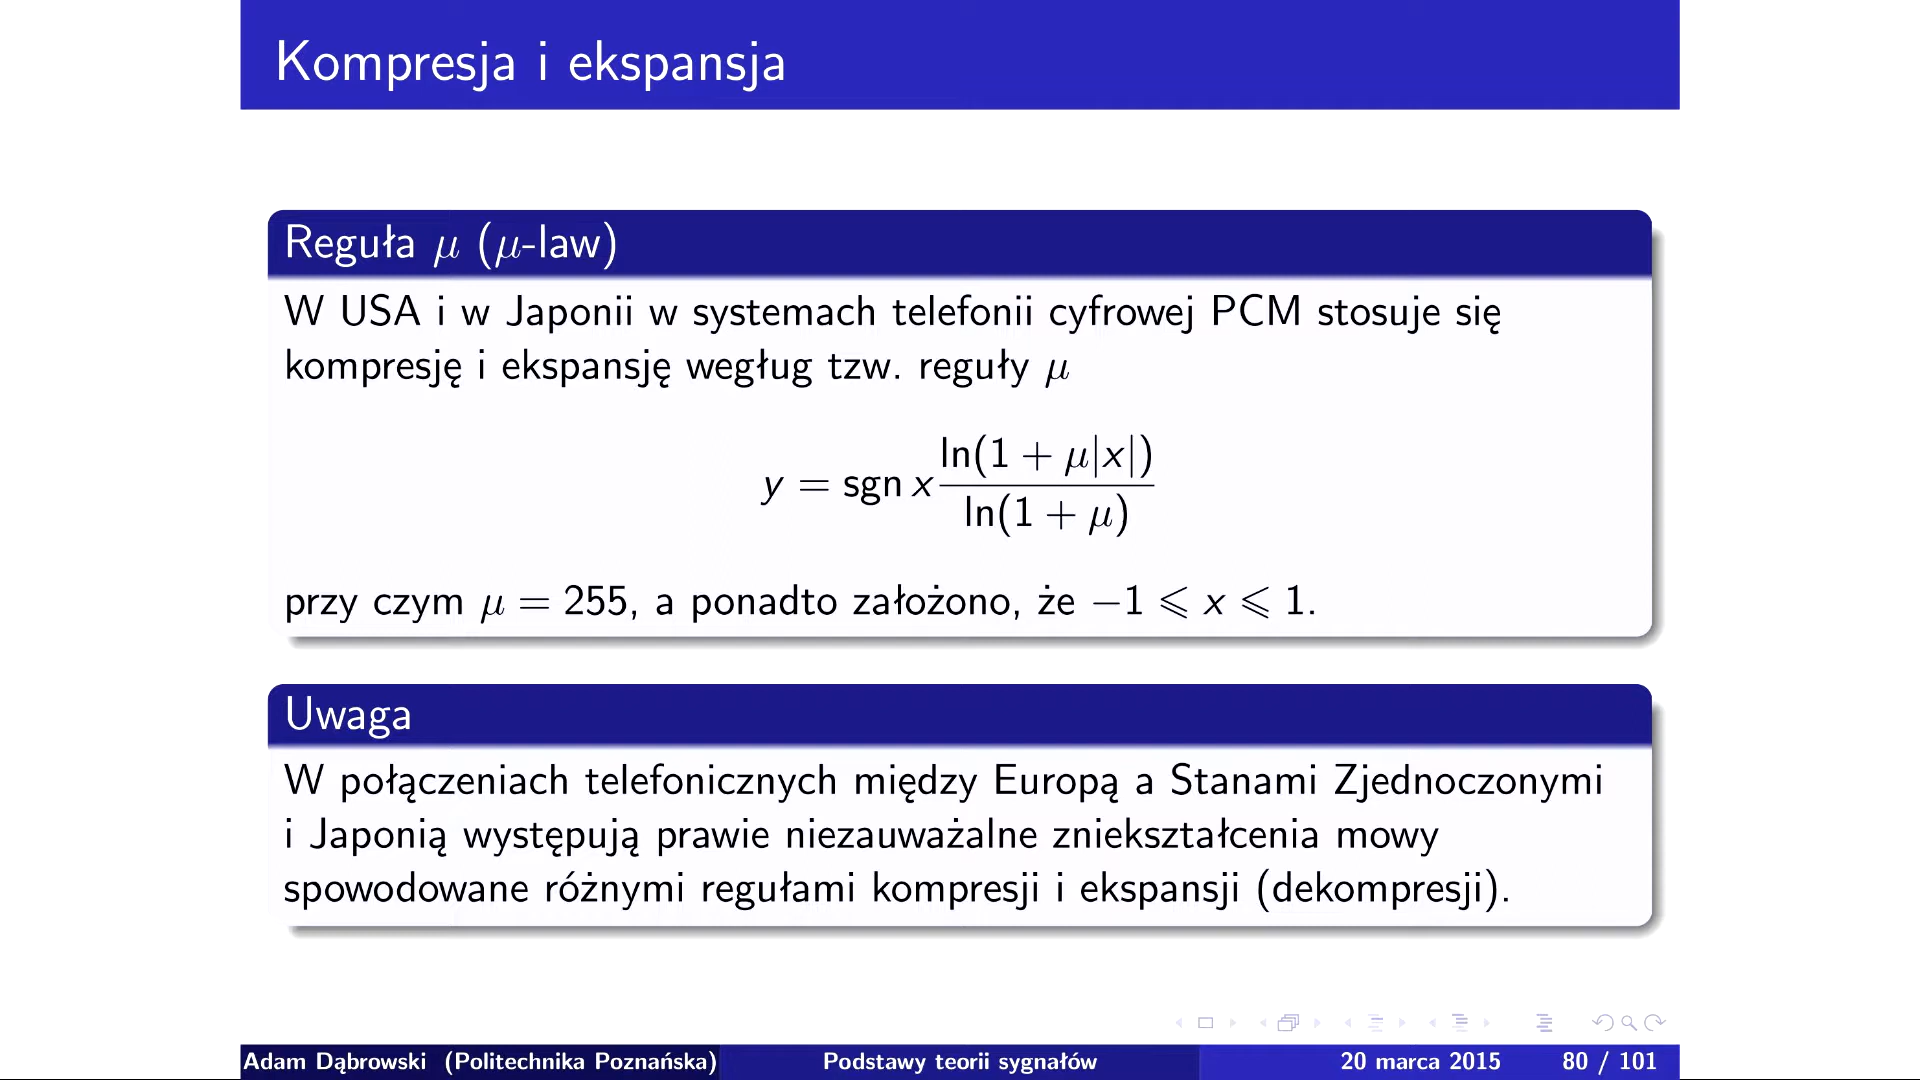 Kompresja i ekspansja
Reguła μ (μ-law)
W USA i w Japonii w systemach telefonii cyfrowej PCM stosuje się
kompresję i ekspansję wegług tzw. reguły μ
y = sgn x ln(1 + μ|x|) / ln(1 + μ)
przy czym μ = 255, a ponadto założono, że −1 ⩽ x ⩽ 1.
Uwaga
W połączeniach telefonicznych między Europą a Stanami Zjednoczonymi
i Japonią występują prawie niezauważalne zniekształcenia mowy
spowodowane różnymi regułami kompresji i ekspansji (dekompresji).
Adam Dąbrowski (Politechnika Poznańska) Podstawy teorii sygnałów 20 marca 2015 80 / 101